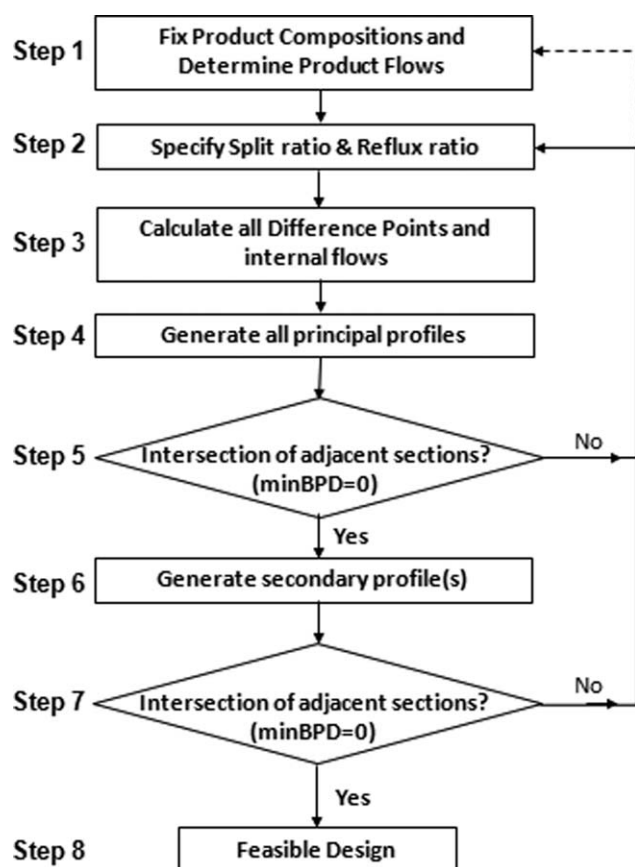 Step 1
Fix Product Compositions and
Determine Product Flows
Step 2
Specify Split ratio & Reflux ratio
Step 3
Calculate all Difference Points and
internal flows
Step 4
Generate all principal profiles
Step 5
Intersection of adjacent sections?
(minBPD=0)
No
Yes
Step 6
Generate secondary profile(s)
Step 7
Intersection of adjacent sections?
(minBPD=0)
No
Yes
Step 8
Feasible Design